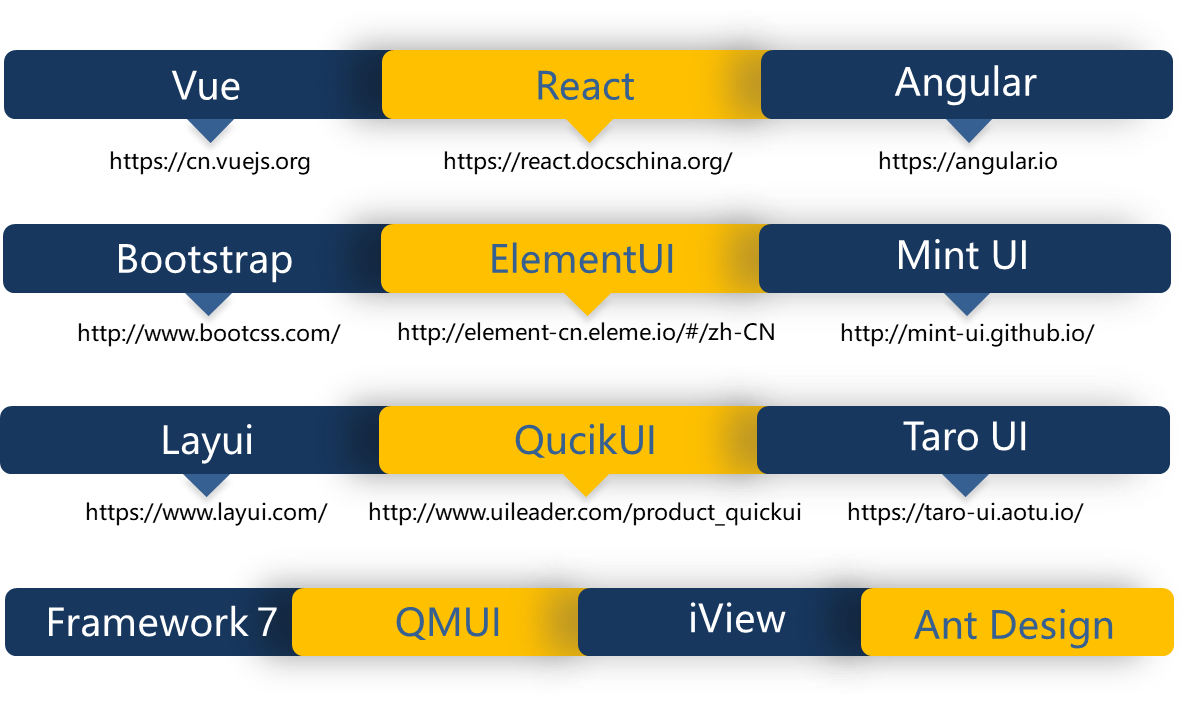 Vue
React
Angular
https://cn.vuejs.org
https://react.docschina.org/
https://angular.io
Bootstrap
ElementUI
Mint UI
http://www.bootcss.com/
http://element-cn.eleme.io/#/zh-CN
http://mint-ui.github.io/
Layui
QucikUI
Taro UI
https://www.layui.com/
http://www.uileader.com/product_quickui
https://taro-ui.aotu.io/
Framework 7
QMUI
iView
Ant Design